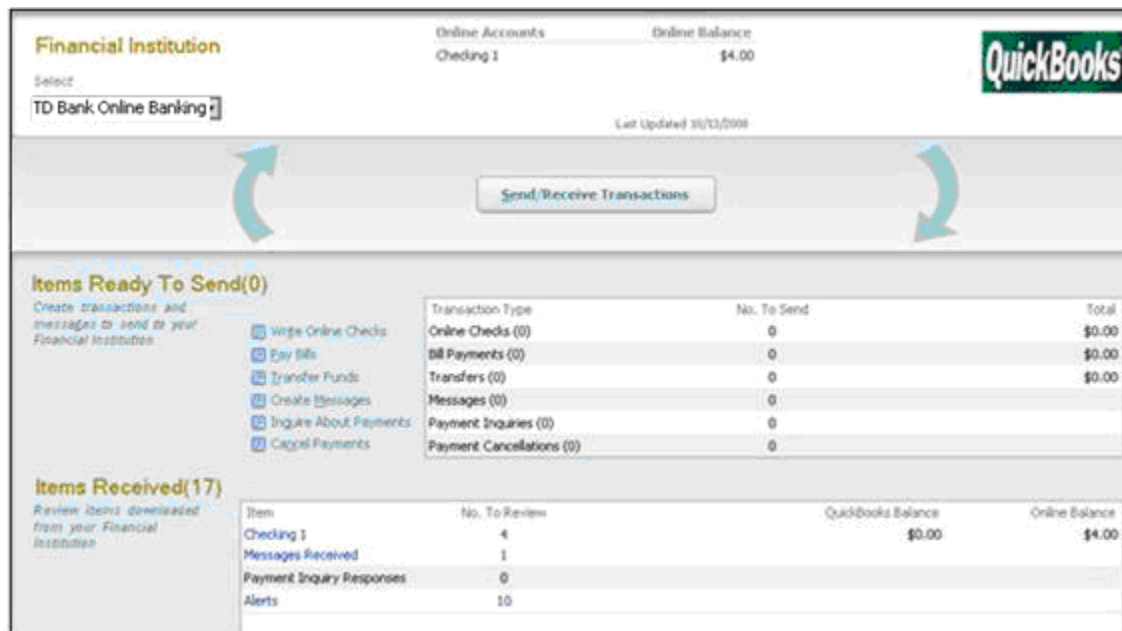 Financial Institution
Online Accounts Online Balance
Checking 1 $4.00
QuickBooks
Select
TD Bank Online Banking
Last Updated 10/13/2008
Send/Receive Transactions
Items Ready To Send(0)
Create transactions and
messages to send to your
Financial Institution
Transaction Type No. To Send Total
Write Online Checks Online Checks (0) 0 $0.00
Pay Bills Bill Payments (0) 0 $0.00
Transfer Funds Transfers (0) 0 $0.00
Create Messages Messages (0) 0
Inquire About Payments Payment Inquiries (0) 0
Cancel Payments Payment Cancellations (0) 0
Items Received(17)
Review items downloaded
from your Financial
Institution
Item No. To Review QuickBooks Balance Online Balance
Checking 1 4 $0.00 $4.00
Messages Received 1
Payment Inquiry Responses 0
Alerts 10